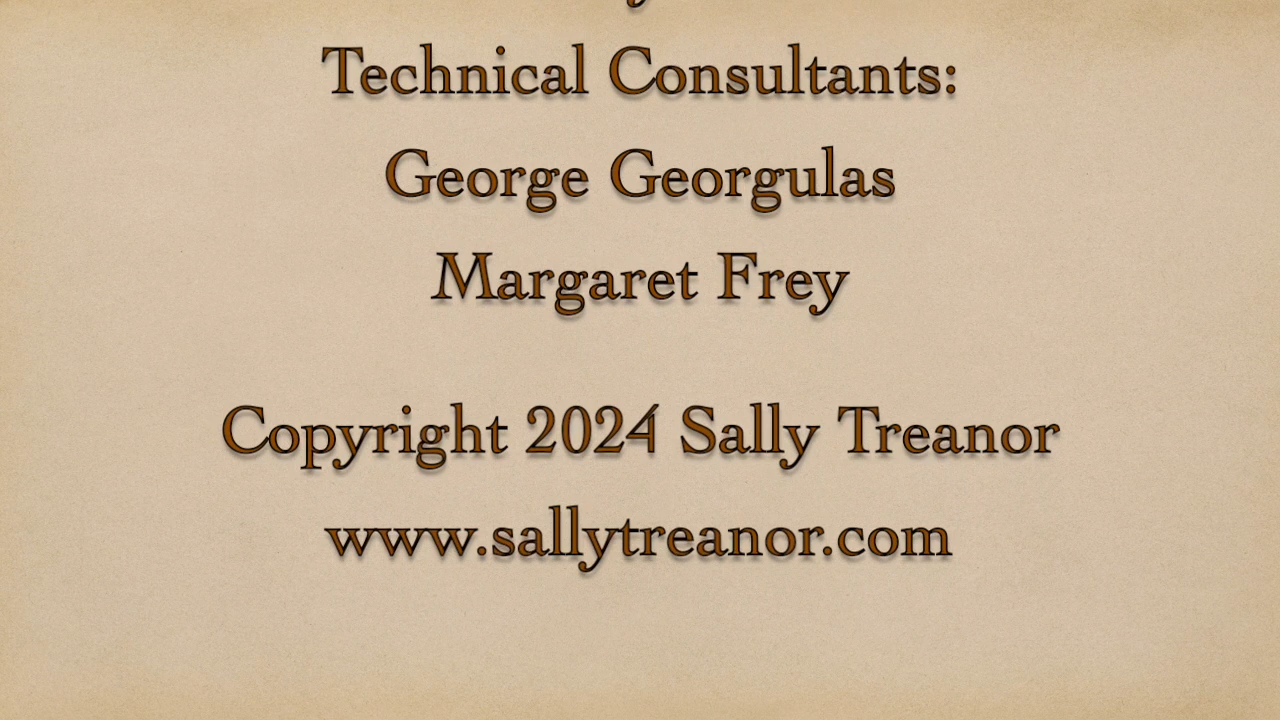 Technical Consultants:
George Georgulas
Margaret Frey
Copyright 2024 Sally Treanor
www.sallytreanor.com